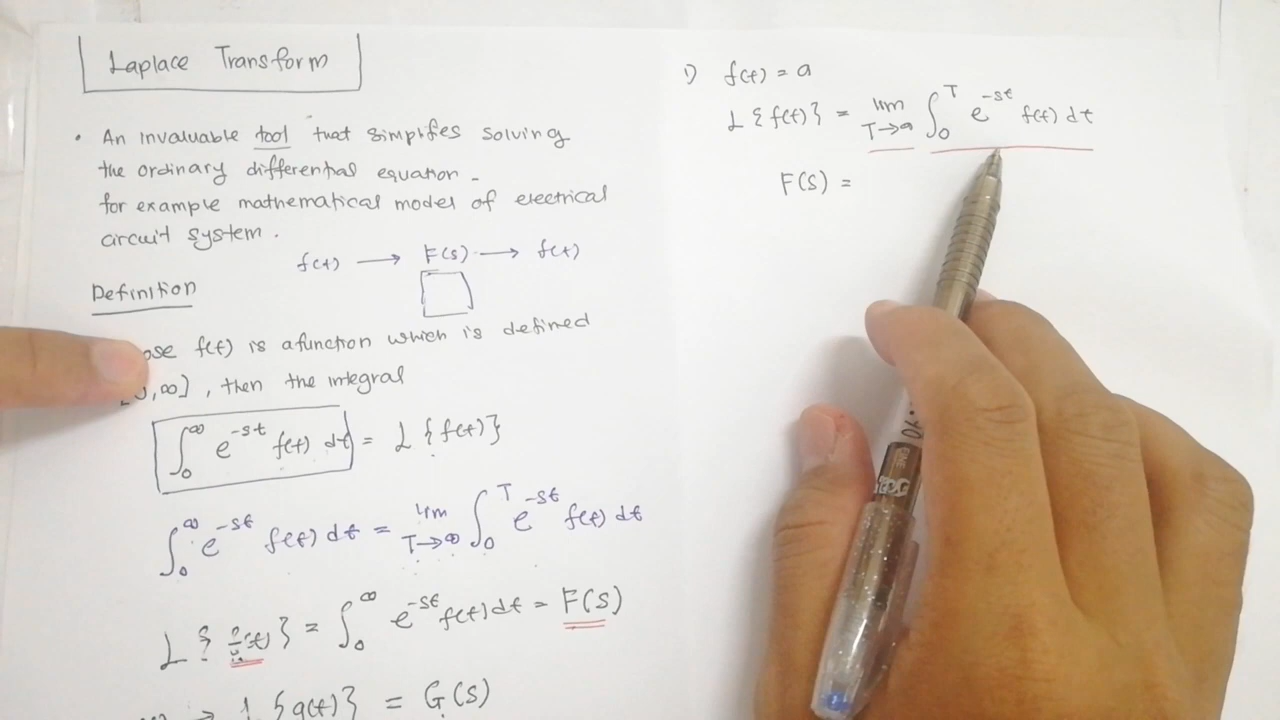 Laplace Transform
• An invaluable tool that simplifes solving
the ordinary differential equation -
for example mathematical model of electrical
circuit system.
f(t) → F(s) → f(t)
Definition
f(t) is a function which is defined
,∞] , then the integral
∫₀^∞ e^-st f(t) dt = L {f(t)}
∫₀^∞ e^-st f(t) dt = lim T→∞ ∫₀^T e^-st f(t) dt
L { } = ∫₀^∞ e^-st f(t) dt = F(s)
→ L {g(t)} = G(s)
1) f(t) = a
L {f(t)} = lim T→a ∫₀^T e^-st f(t) dt
F(s) =